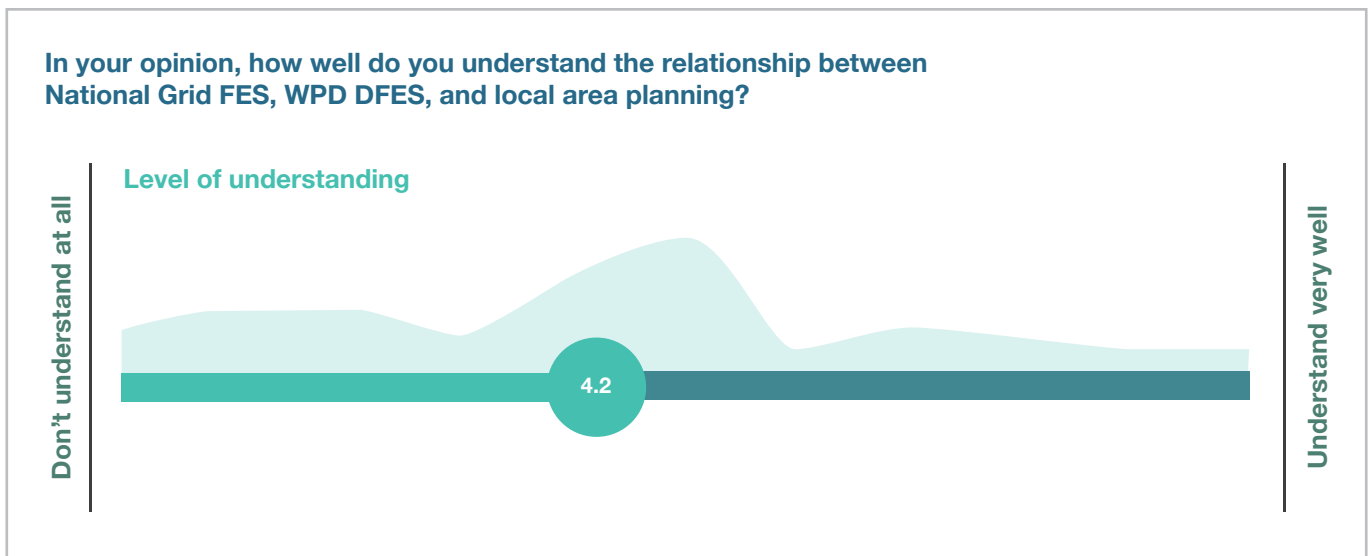 In your opinion, how well do you understand the relationship between
National Grid FES, WPD DFES, and local area planning?
Don't understand at all
Level of understanding
4.2
Understand very well